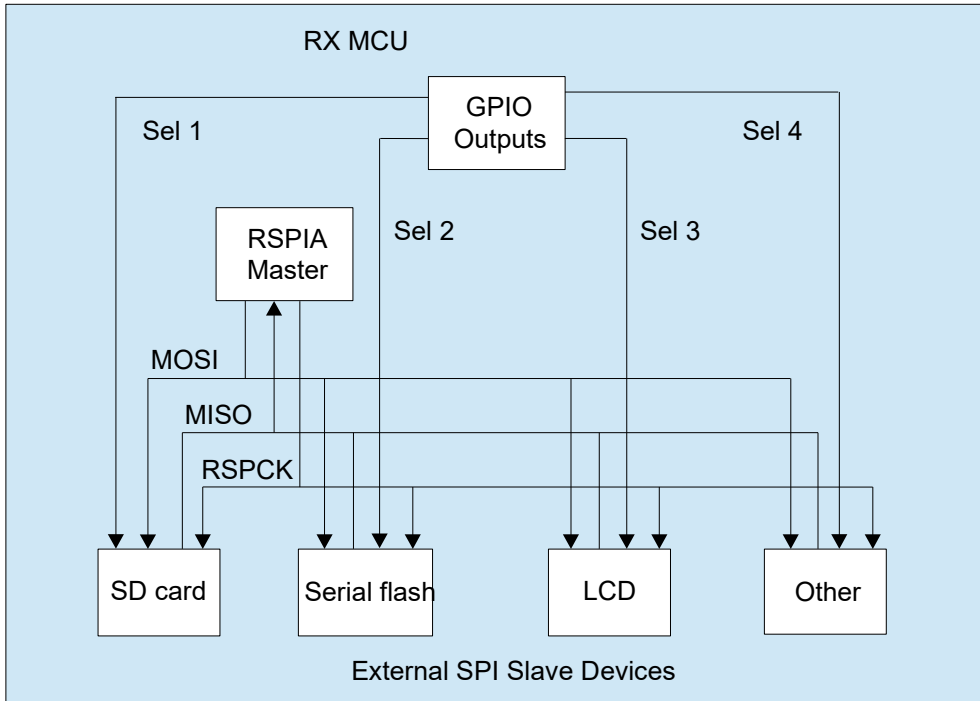 RX MCU
GPIO
Outputs
Sel 1
Sel 4
Sel 2
Sel 3
RSPIA
Master
MOSI
MISO
RSPCK
SD card
Serial flash
LCD
Other
External SPI Slave Devices